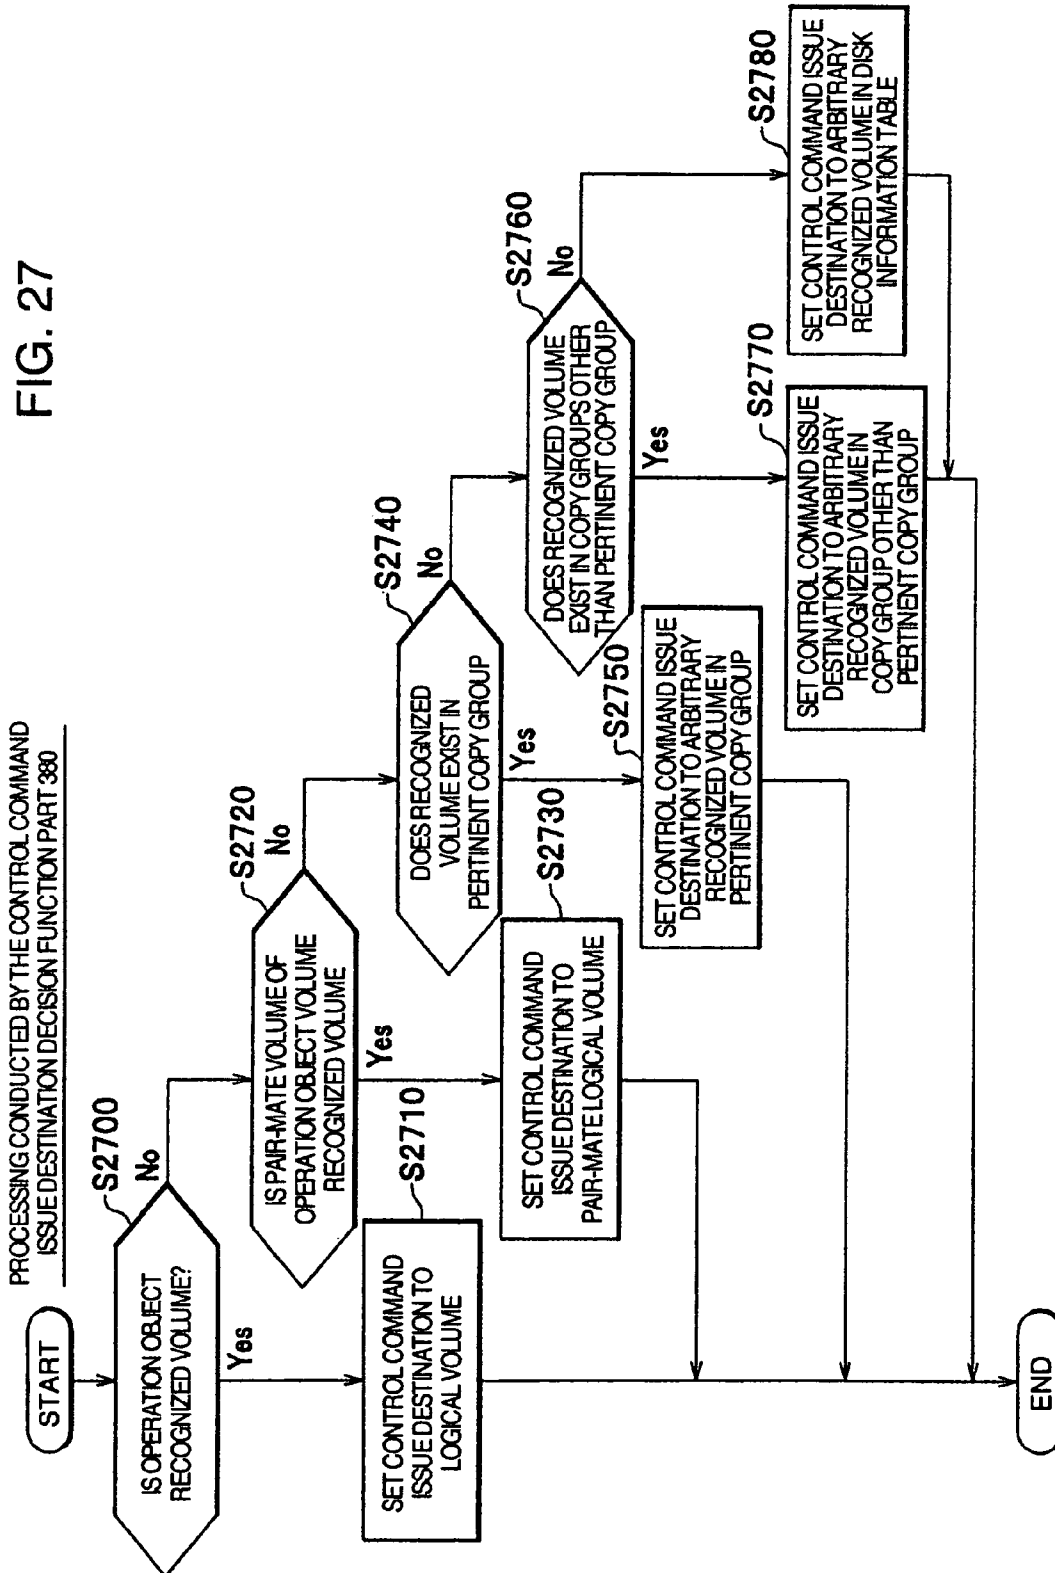 FIG. 27
PROCESSING CONDUCTED BY THE CONTROL COMMAND
ISSUE DESTINATION DECISION FUNCTION PART 380
START
S2700
IS OPERATION OBJECT
RECOGNIZED VOLUME?
No
Yes
S2710
SET CONTROL COMMAND
ISSUE DESTINATION TO
LOGICAL VOLUME
S2720
IS PAIR-MATE VOLUME OF
OPERATION OBJECT VOLUME
RECOGNIZED VOLUME
No
Yes
S2730
SET CONTROL COMMAND
ISSUE DESTINATION TO
PAIR-MATE LOGICAL VOLUME
S2740
DOES RECOGNIZED
VOLUME EXIST IN
PERTINENT COPY GROUP
No
Yes
S2750
SET CONTROL COMMAND ISSUE
DESTINATION TO ARBITRARY
RECOGNIZED VOLUME IN
PERTINENT COPY GROUP
S2760
DOES RECOGNIZED VOLUME
EXIST IN COPY GROUPS OTHER
THAN PERTINENT COPY GROUP
No
Yes
S2770
SET CONTROL COMMAND ISSUE
DESTINATION TO ARBITRARY
RECOGNIZED VOLUME IN
COPY GROUP OTHER THAN
PERTINENT COPY GROUP
S2780
SET CONTROL COMMAND ISSUE
DESTINATION TO ARBITRARY
RECOGNIZED VOLUME IN DISK
INFORMATION TABLE
END